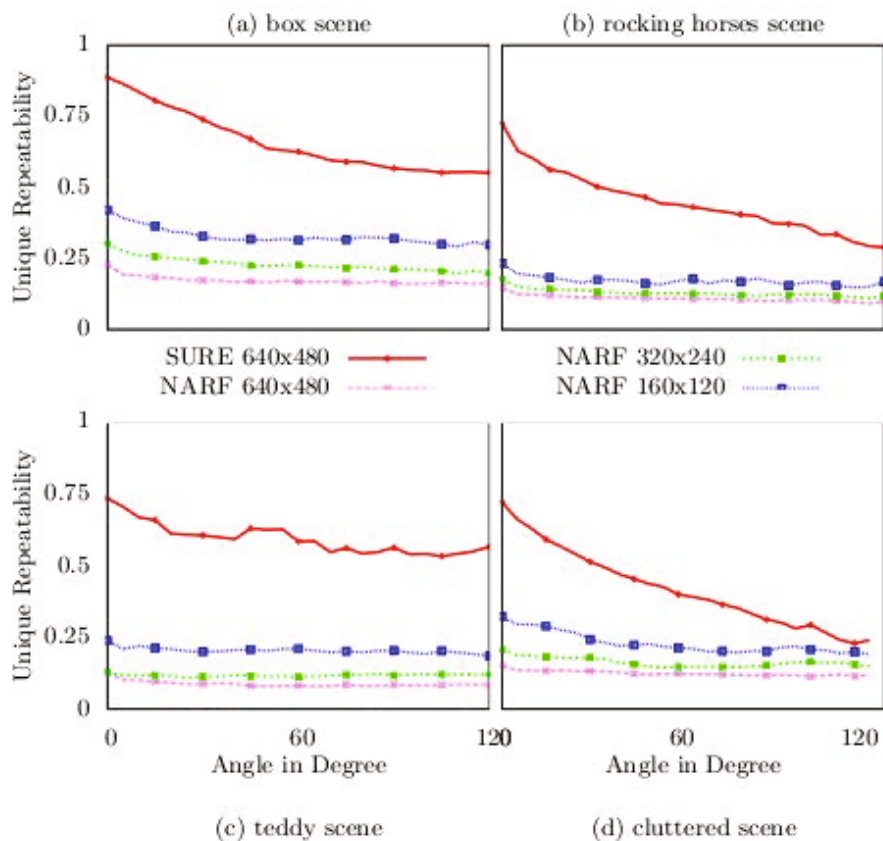 (a) box scene
(b) rocking horses scene
1
0.75
0.5
0.25
0
Unique Repeatability
SURE 640x480
NARF 640x480
NARF 320x240
NARF 160x120
1
0.75
0.5
0.25
0
Unique Repeatability
0 60 120
0 60 120
Angle in Degree
Angle in Degree
(c) teddy scene
(d) cluttered scene